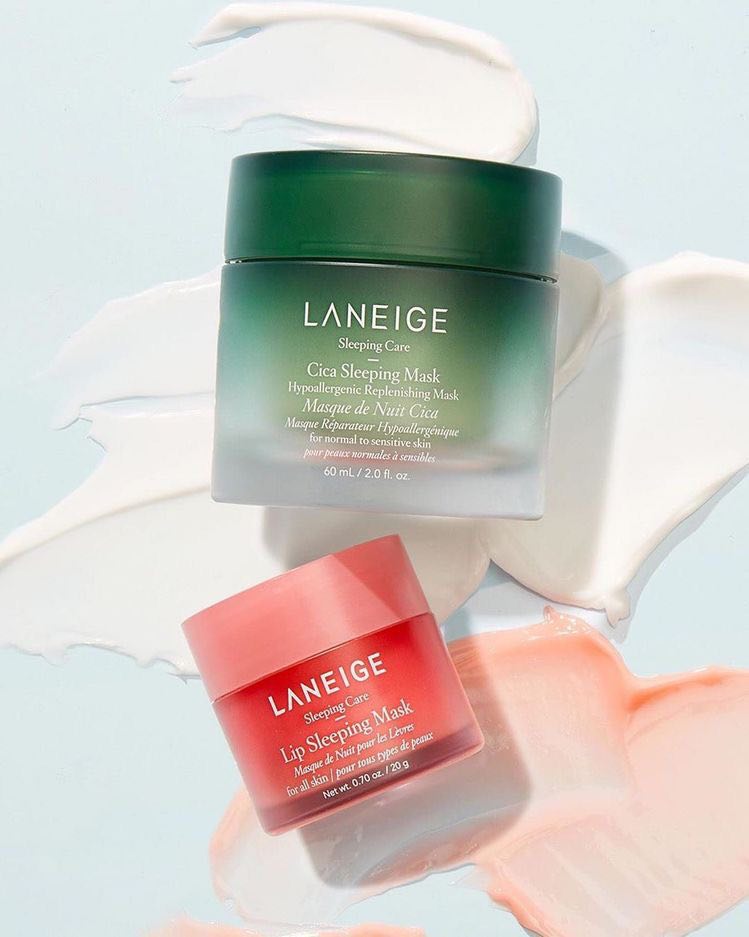 LANEIGE
Sleeping Care
Cica Sleeping Mask
Hypoallergenic Replenishing Mask
Masque de Nuit Cica
Masque Réparateur Hypoallergénique
for normal to sensitive skin
pour peaux normales à sensibles
60 mL / 2.0 fl. oz.
LANEIGE
Sleeping Care
Lip Sleeping Mask
Masque de Nuit pour les Lèvres
for all skin / pour tous types de peaux
Net wt. 0.70 oz. / 20 g